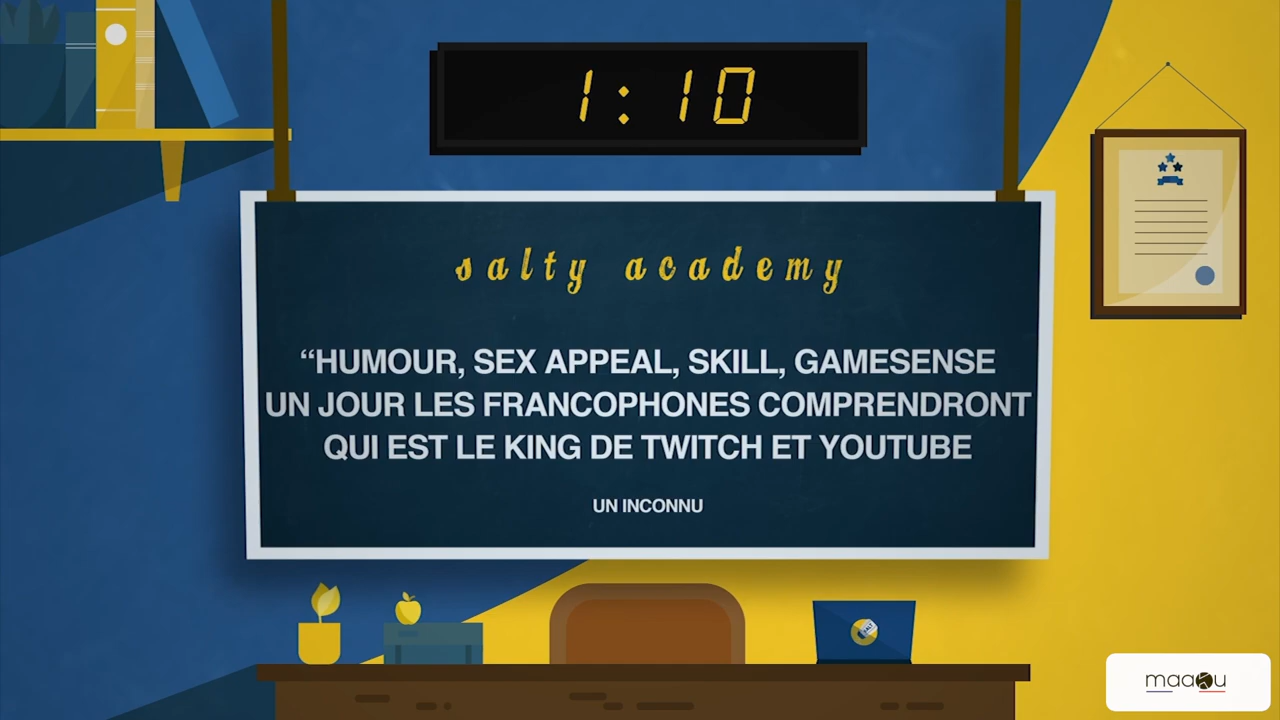 1:10
salty academy
“HUMOUR, SEX APPEAL, SKILL, GAMESENSE
UN JOUR LES FRANCOPHONES COMPRENDRONT
QUI EST LE KING DE TWITCH ET YOUTUBE
UN INCONNU
SALT
maaKu